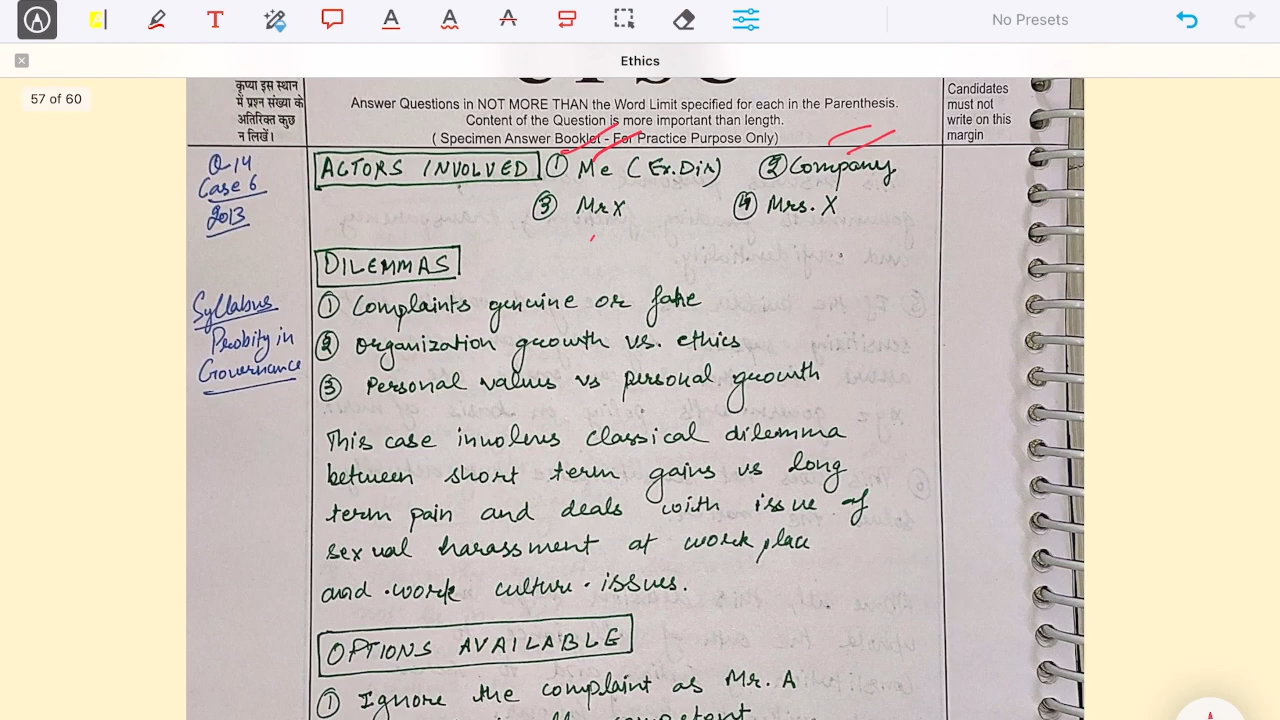 No Presets
Ethics
57 of 60
कृप्या इस स्थान
में प्रश्न संख्या के
अतिरिक्त कुछ
न लिखें।
UPSC
Answer Questions in NOT MORE THAN the Word Limit specified for each in the Parenthesis.
Content of the Question is more important than length.
( Specimen Answer Booklet - For Practice Purpose Only)
Candidates
must not
write on this
margin
Q-14
Case 6
2013
Syllabus
Probity in
Governance
ACTORS INVOLVED ① Me (Ex.Dir) ② Company
③ Mr X ④ Mrs. X
DILEMMAS
① Complaints genuine or fake
② Organization growth vs. ethics
③ Personal values vs personal growth
This case involves classical dilemma
between short term gains vs long
term pain and deals with issue of
sexual harassment at work place
and work culture issues.
OPTIONS AVAILABLE
① Ignore the complaint as Mr. A
competent